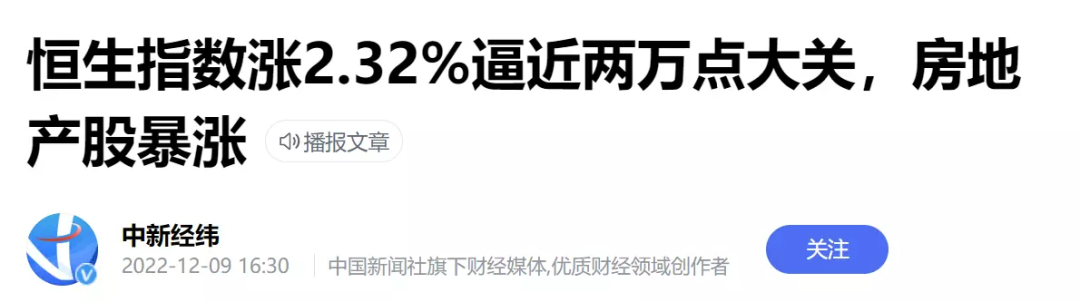 恒生指数涨2.32%逼近两万点大关，房地
产股暴涨 播报文章
中新经纬
2022-12-09 16:30 中国新闻社旗下财经媒体,优质财经领域创作者
关注